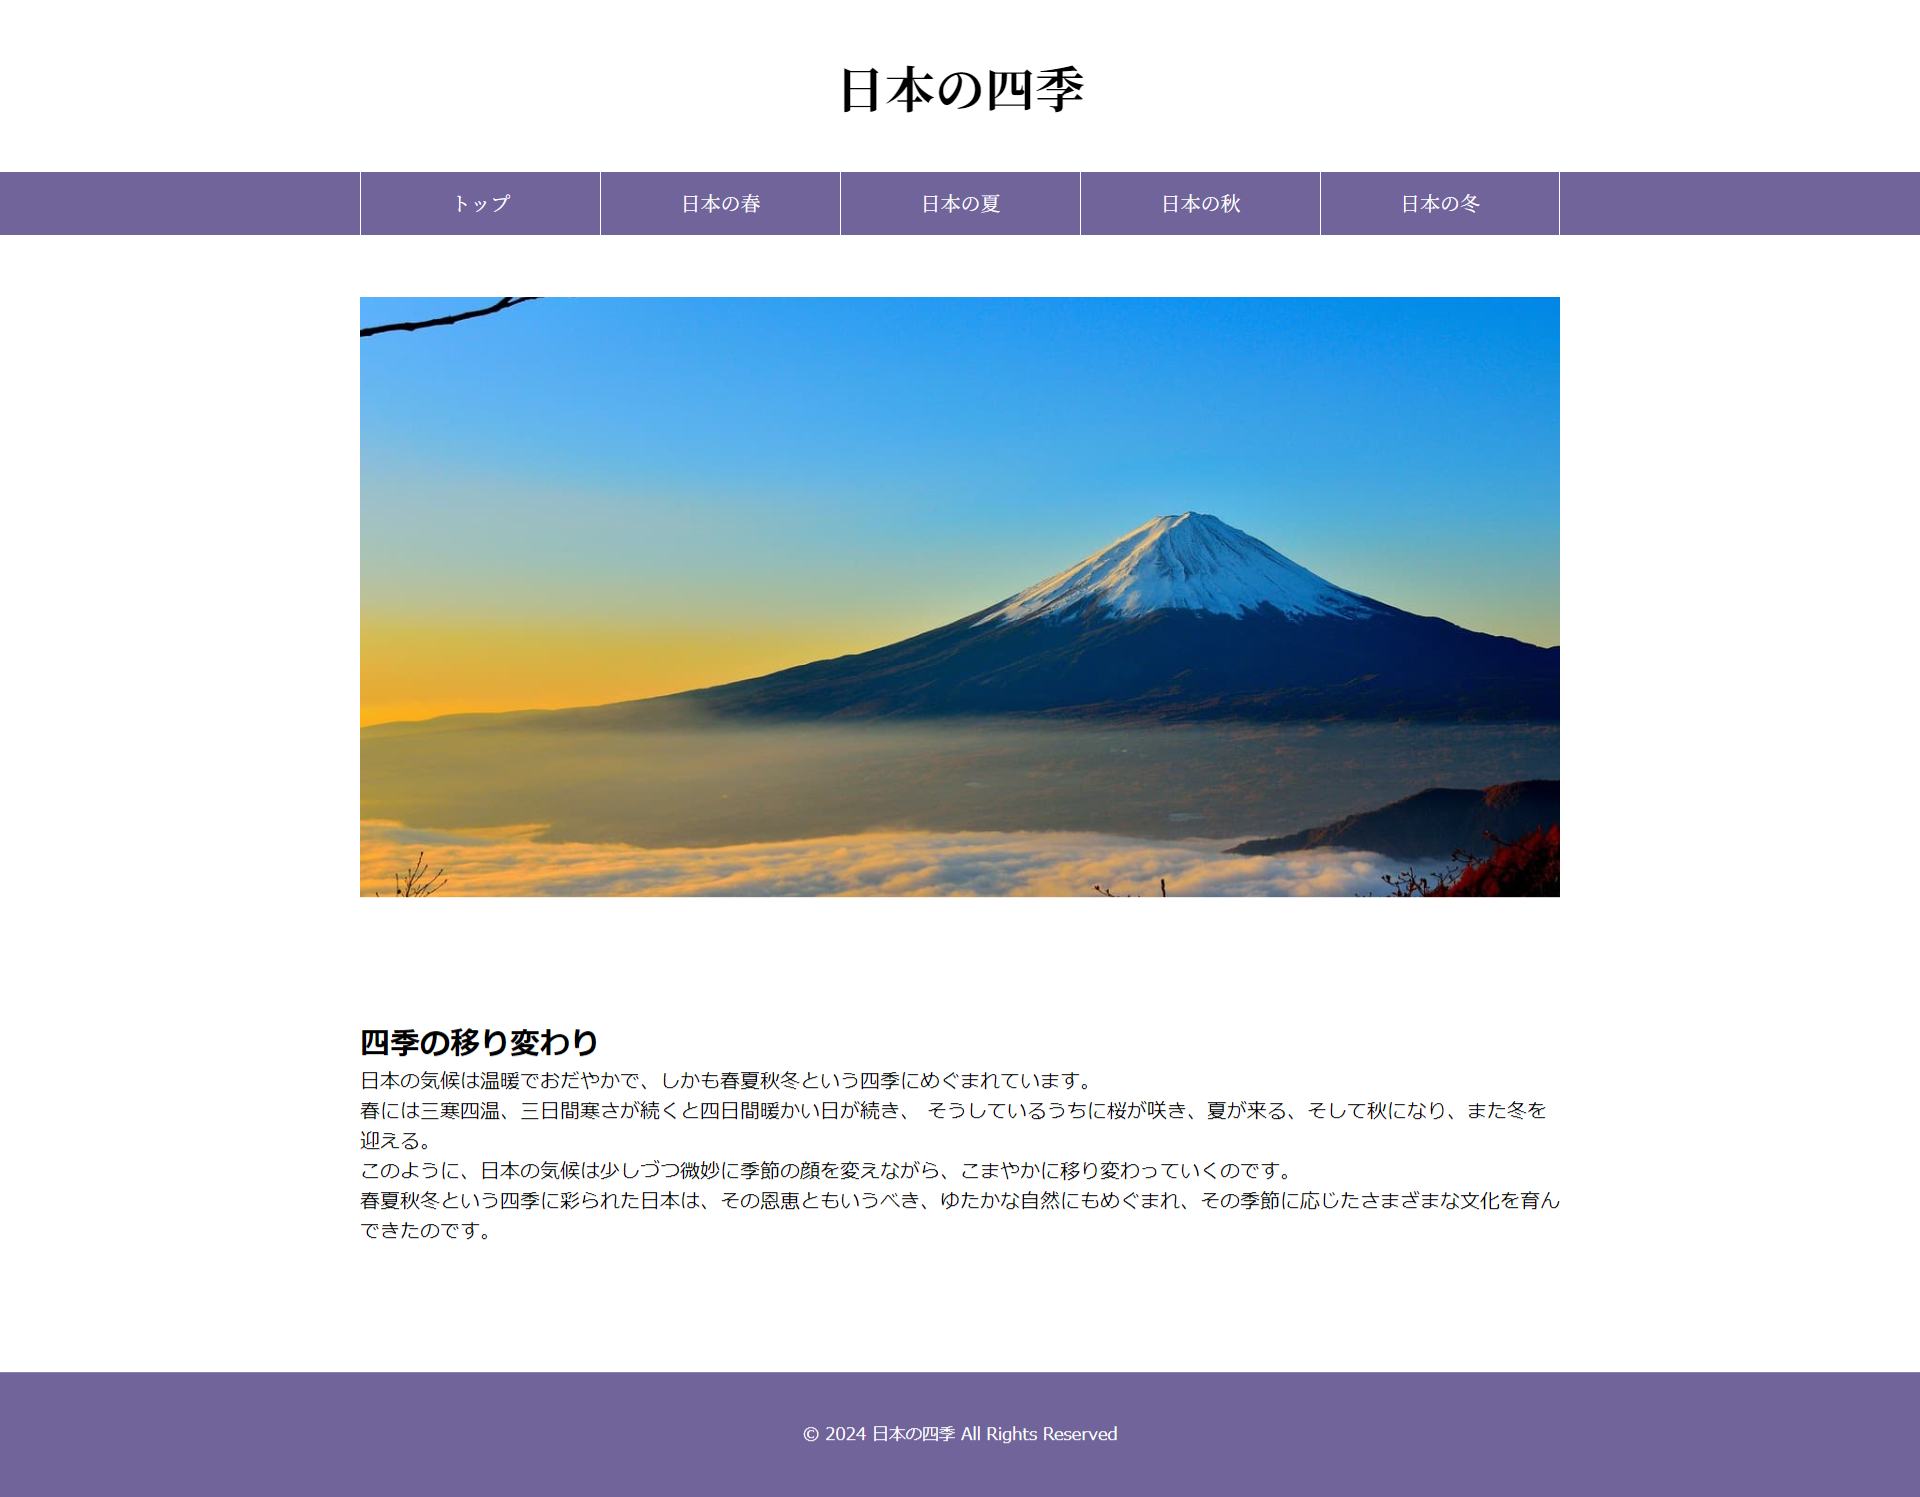 日本の四季
トップ
日本の春
日本の夏
日本の秋
日本の冬
四季の移り変わり
日本の気候は温暖でおだやかで、しかも春夏秋冬という四季にめぐまれています。
春には三寒四温、三日間寒さが続くと四日間暖かい日が続き、 そうしているうちに桜が咲き、夏が来る、そして秋になり、また冬を
迎える。
このように、日本の気候は少しづつ微妙に季節の顔を変えながら、こまやかに移り変わっていくのです。
春夏秋冬という四季に彩られた日本は、その恩恵ともいうべき、ゆたかな自然にもめぐまれ、その季節に応じたさまざまな文化を育ん
できたのです。
© 2024 日本の四季 All Rights Reserved